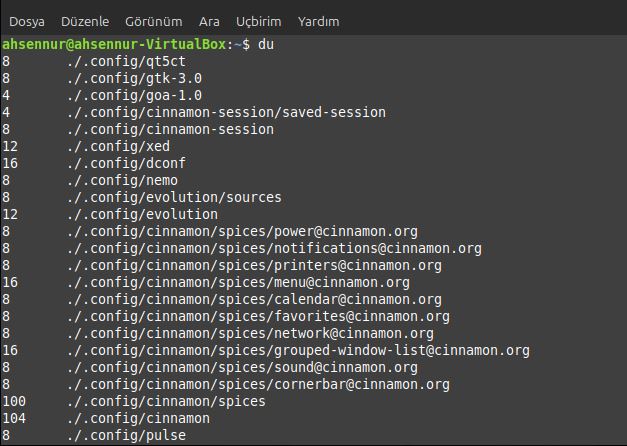 Dosya Düzenle Görünüm Ara Uçbirim Yardım
ahsennur@ahsennur-VirtualBox:~$ du
8 ./.config/qt5ct
8 ./.config/gtk-3.0
4 ./.config/goa-1.0
4 ./.config/cinnamon-session/saved-session
8 ./.config/cinnamon-session
12 ./.config/xed
16 ./.config/dconf
8 ./.config/nemo
8 ./.config/evolution/sources
12 ./.config/evolution
8 ./.config/cinnamon/spices/power@cinnamon.org
8 ./.config/cinnamon/spices/notifications@cinnamon.org
8 ./.config/cinnamon/spices/printers@cinnamon.org
16 ./.config/cinnamon/spices/menu@cinnamon.org
8 ./.config/cinnamon/spices/calendar@cinnamon.org
8 ./.config/cinnamon/spices/favorites@cinnamon.org
8 ./.config/cinnamon/spices/network@cinnamon.org
16 ./.config/cinnamon/spices/grouped-window-list@cinnamon.org
8 ./.config/cinnamon/spices/sound@cinnamon.org
8 ./.config/cinnamon/spices/cornerbar@cinnamon.org
100 ./.config/cinnamon/spices
104 ./.config/cinnamon
8 ./.config/pulse